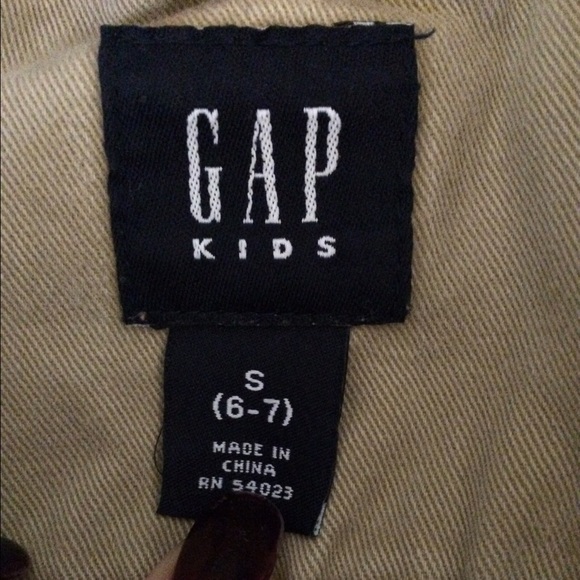 GAP
KIDS
S
(6-7)
MADE IN
CHINA
RN 54023